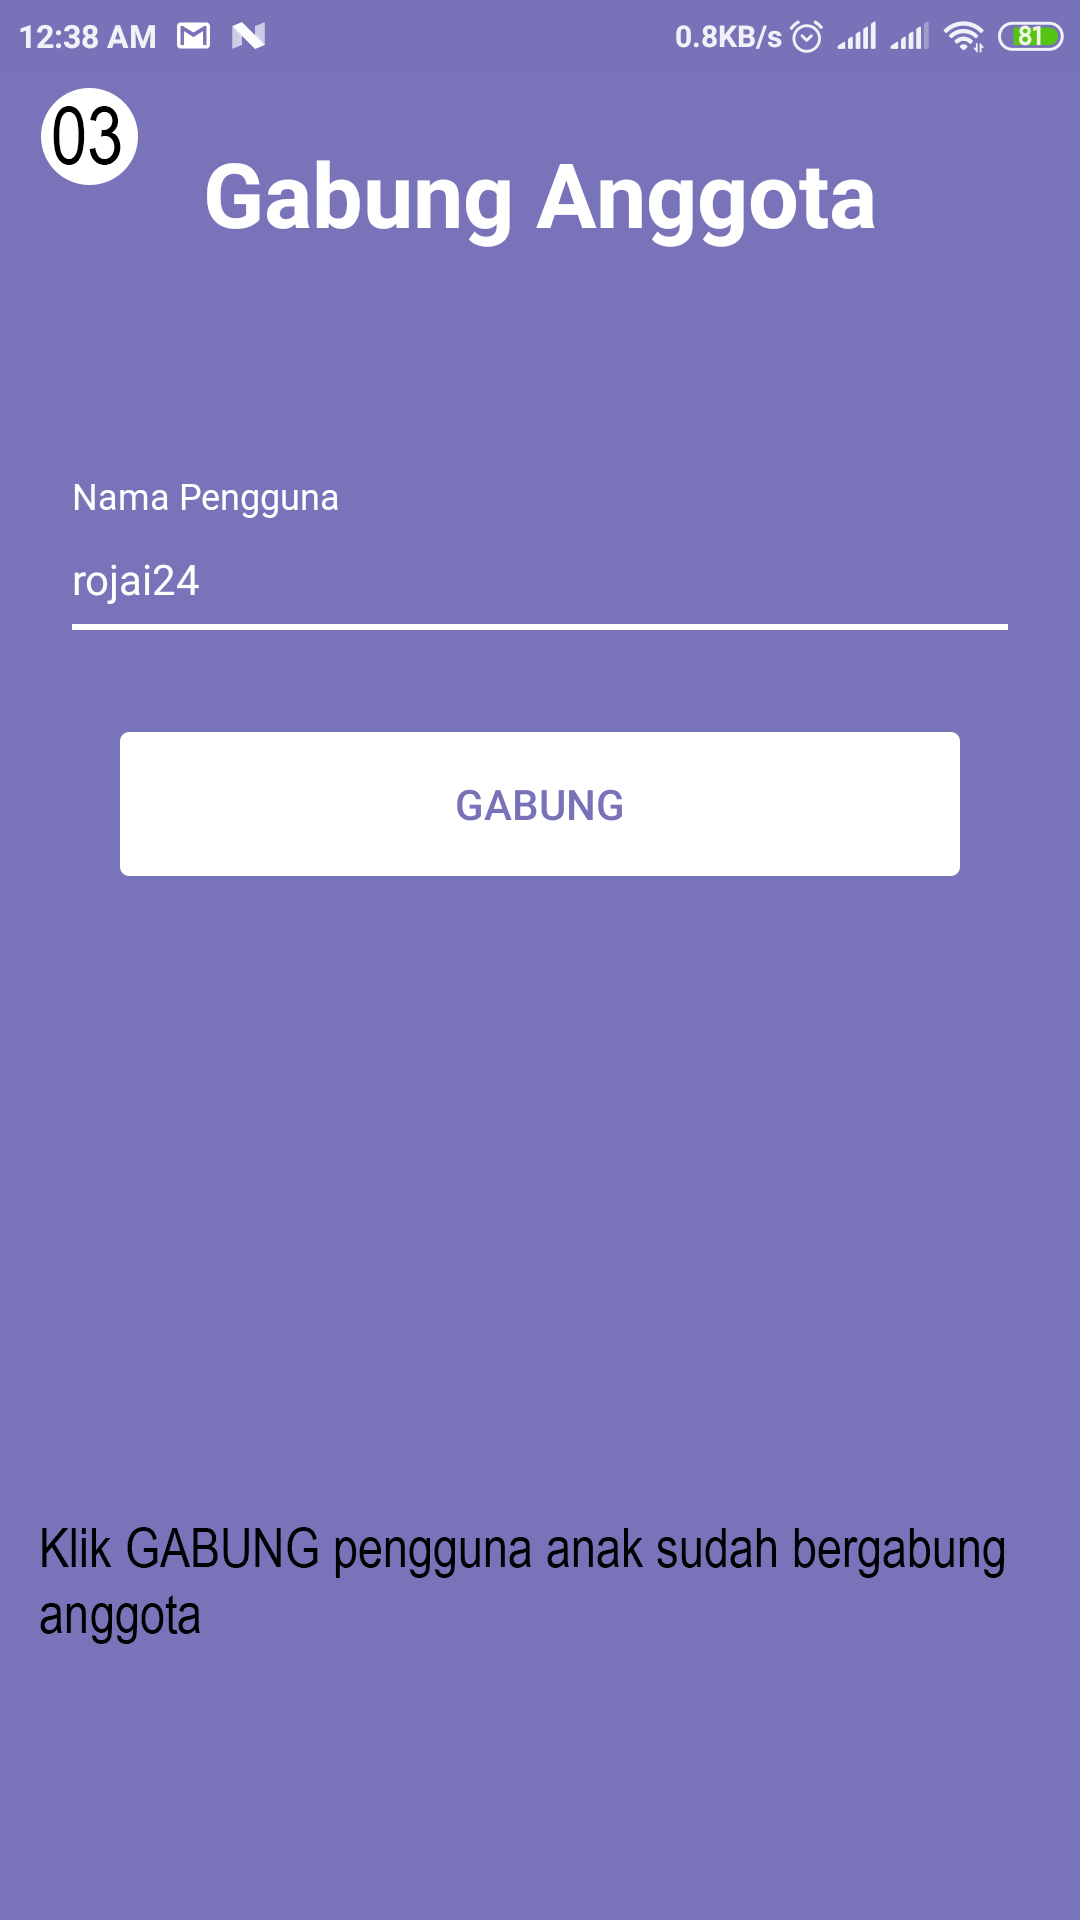 12:38 AM 0.8KB/s 81
03
Gabung Anggota
Nama Pengguna
rojai24
GABUNG
Klik GABUNG pengguna anak sudah bergabung
anggota